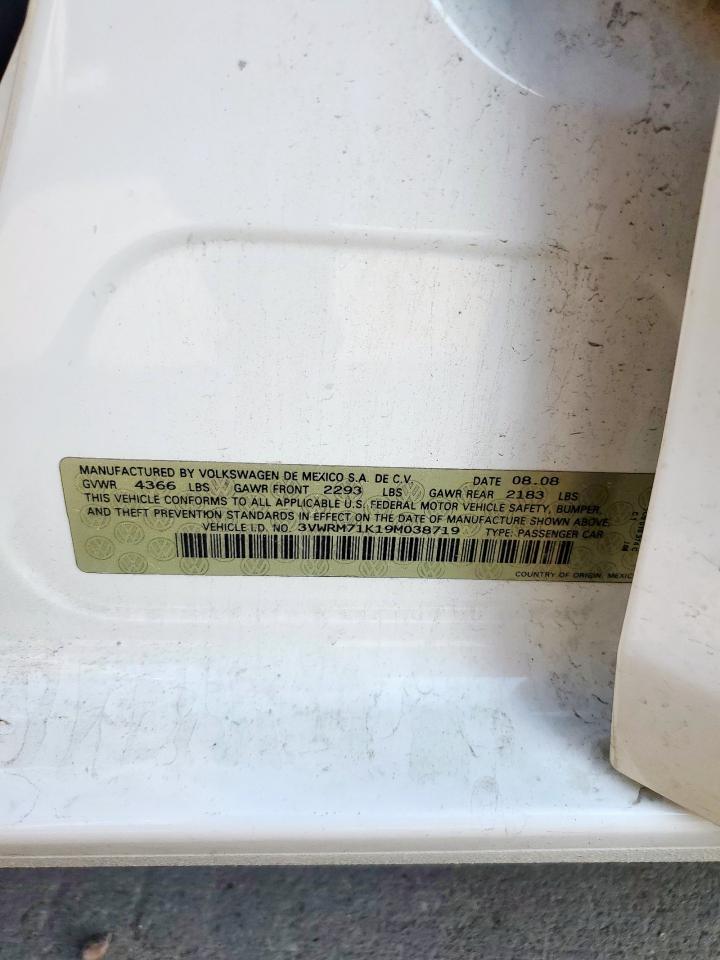 MANUFACTURED BY VOLKSWAGEN DE MEXICO S.A. DE C.V. DATE 08.08
GVWR 4366 LBS GAWR FRONT 2293 LBS GAWR REAR 2183 LBS
THIS VEHICLE CONFORMS TO ALL APPLICABLE U.S. FEDERAL MOTOR VEHICLE SAFETY, BUMPER,
AND THEFT PREVENTION STANDARDS IN EFFECT ON THE DATE OF MANUFACTURE SHOWN ABOVE.
VEHICLE I.D. NO. 3VWRM71K19M038719 TYPE: PASSENGER CAR
COUNTRY OF ORIGIN: MEXICO